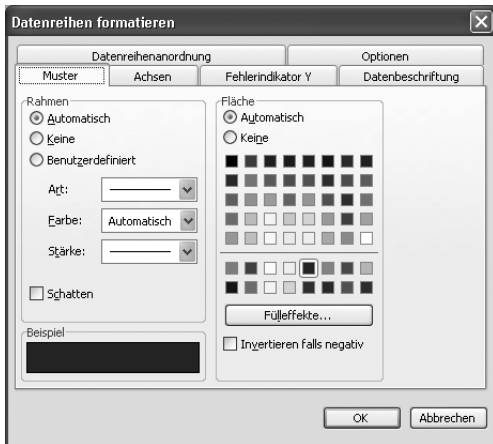 Datenreihen formatieren
Datenreihenanordnung
Optionen
Muster
Achsen
Fehlerindikator Y
Datenbeschriftung
Rahmen
Automatisch
Keine
Benutzerdefiniert
Art:
Farbe:
Automatisch
Stärke:
Schatten
Beispiel
Fläche
Automatisch
Keine
Fülleffekte...
Invertieren falls negativ
OK
Abbrechen